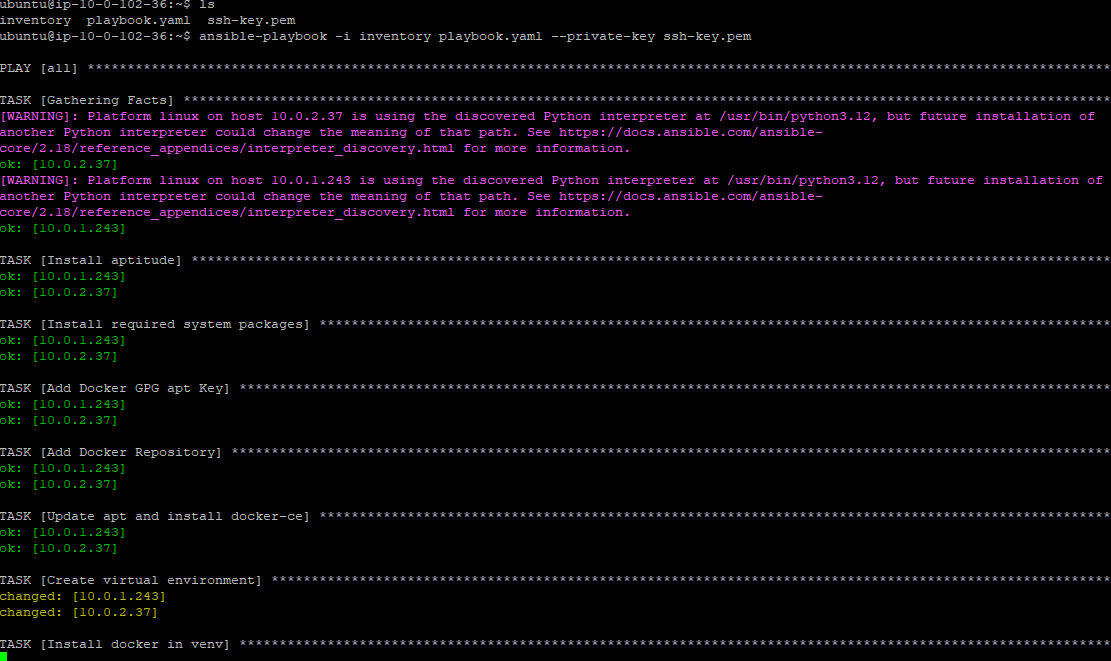 ubuntu@ip-10-0-102-36:~$ ls
inventory  playbook.yaml  ssh-key.pem
ubuntu@ip-10-0-102-36:~$ ansible-playbook -i inventory playbook.yaml --private-key ssh-key.pem
PLAY [all] ********************************************************************************************************************************
TASK [Gathering Facts] ********************************************************************************************************************
[WARNING]: Platform linux on host 10.0.2.37 is using the discovered Python interpreter at /usr/bin/python3.12, but future installation of
another Python interpreter could change the meaning of that path. See https://docs.ansible.com/ansible-
core/2.18/reference_appendices/interpreter_discovery.html for more information.
ok: [10.0.2.37]
[WARNING]: Platform linux on host 10.0.1.243 is using the discovered Python interpreter at /usr/bin/python3.12, but future installation of
another Python interpreter could change the meaning of that path. See https://docs.ansible.com/ansible-
core/2.18/reference_appendices/interpreter_discovery.html for more information.
ok: [10.0.1.243]
TASK [Install aptitude] *******************************************************************************************************************
ok: [10.0.1.243]
ok: [10.0.2.37]
TASK [Install required system packages] ***************************************************************************************************
ok: [10.0.1.243]
ok: [10.0.2.37]
TASK [Add Docker GPG apt Key] *************************************************************************************************************
ok: [10.0.1.243]
ok: [10.0.2.37]
TASK [Add Docker Repository] **************************************************************************************************************
ok: [10.0.1.243]
ok: [10.0.2.37]
TASK [Update apt and install docker-ce] ***************************************************************************************************
ok: [10.0.1.243]
ok: [10.0.2.37]
TASK [Create virtual environment] *********************************************************************************************************
changed: [10.0.1.243]
changed: [10.0.2.37]
TASK [Install docker in venv] *************************************************************************************************************